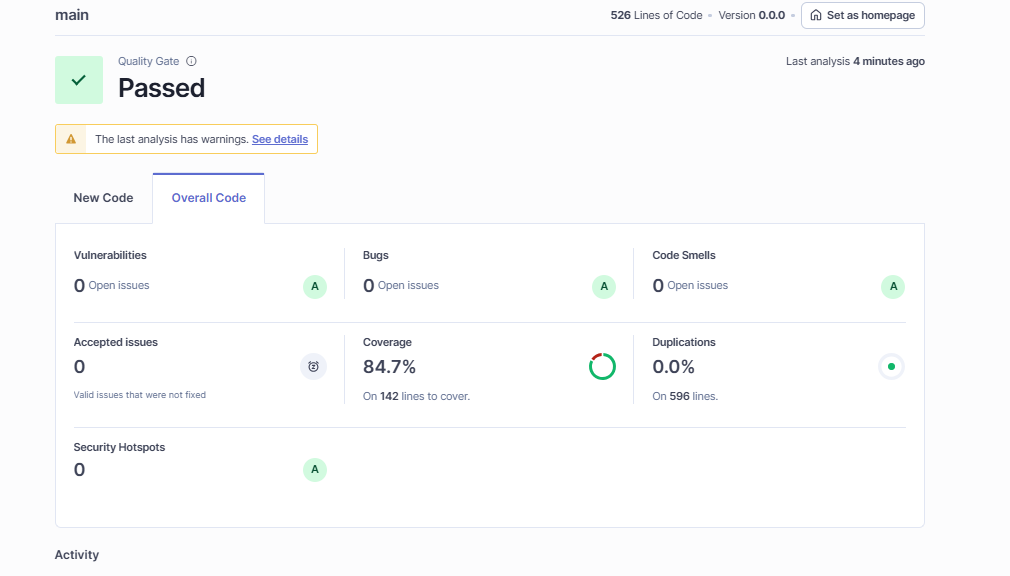 main
526 Lines of Code • Version 0.0.0 • Set as homepage
Quality Gate
Passed
Last analysis 4 minutes ago
The last analysis has warnings. See details
New Code
Overall Code
Vulnerabilities
0 Open issues
A
Bugs
0 Open issues
A
Code Smells
0 Open issues
A
Accepted issues
0
Valid issues that were not fixed
Coverage
84.7%
On 142 lines to cover.
Duplications
0.0%
On 596 lines.
Security Hotspots
0
A
Activity